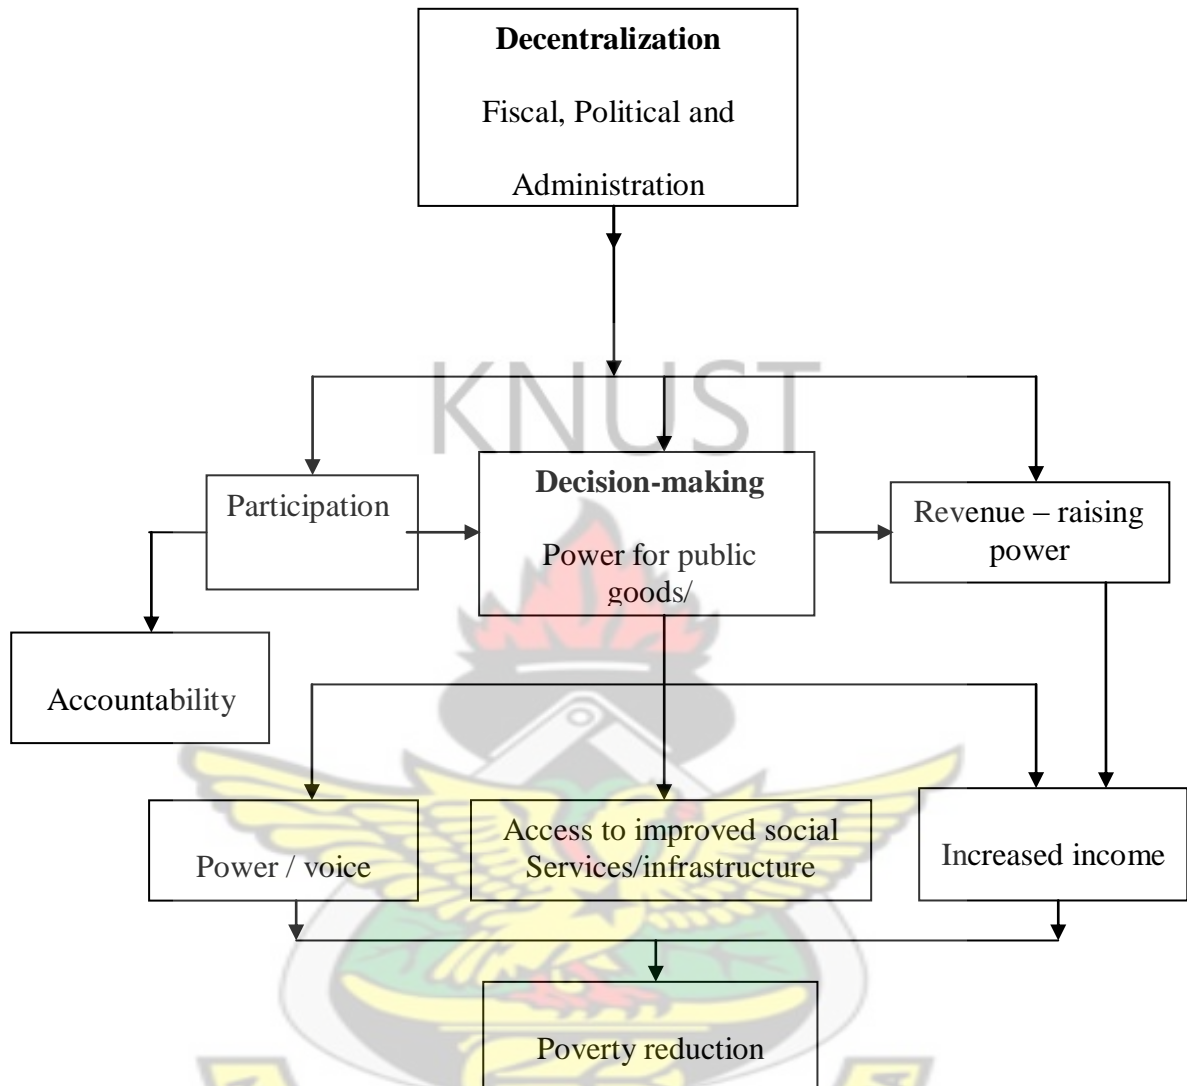 Decentralization
Fiscal, Political and
Administration
KNUST
Participation
Decision-making
Power for public
goods/
Revenue – raising
power
Accountability
Power / voice
Access to improved social
Services/infrastructure
Increased income
Poverty reduction